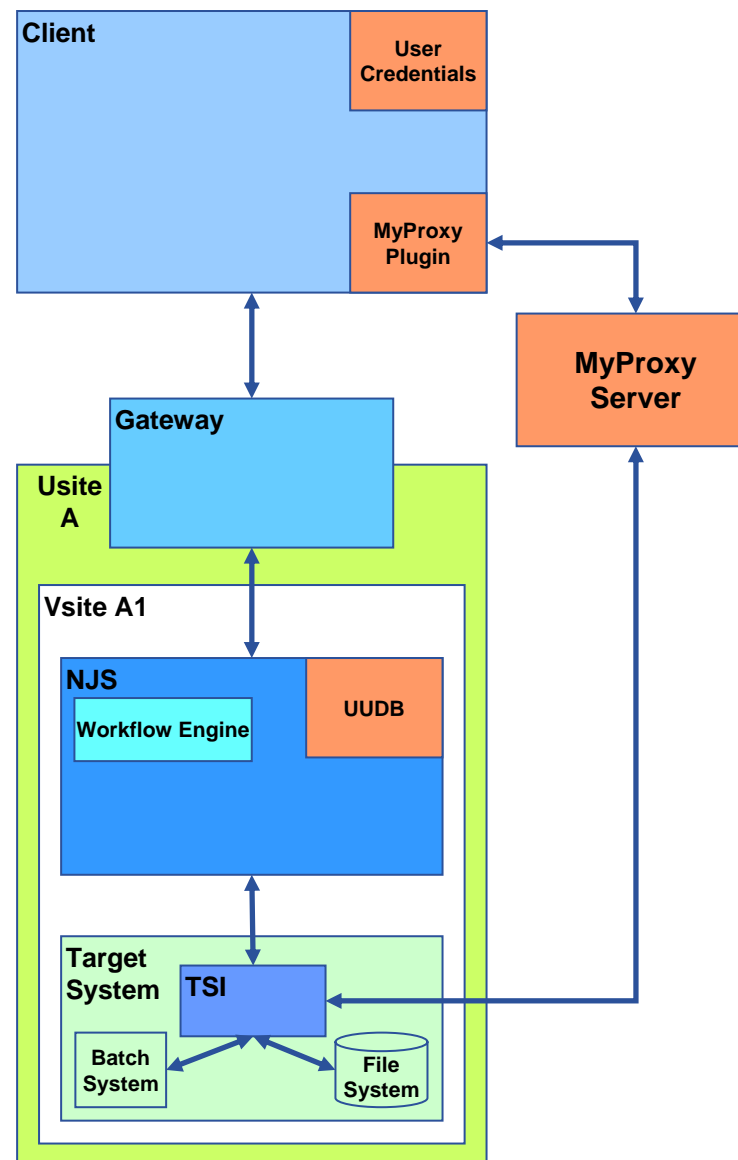 Client
User
Credentials
MyProxy
Plugin
MyProxy
Server
Gateway
Usite
A
Vsite A1
NJS
UUDB
Workflow Engine
Target
System
TSI
Batch
System
File
System